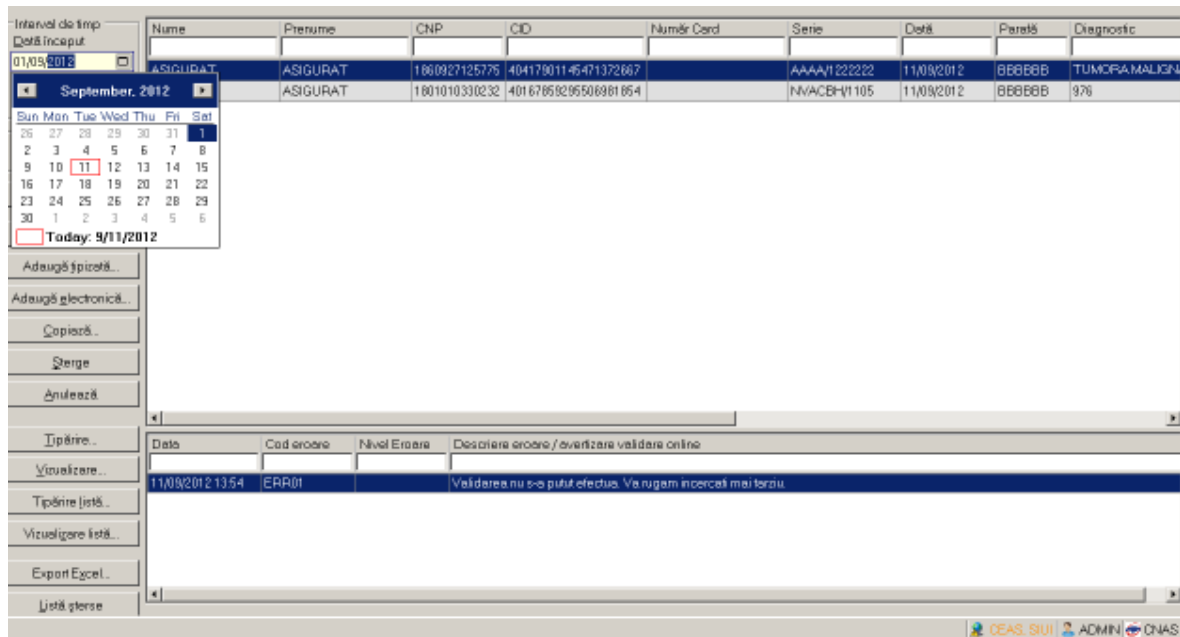 Interval de timp
Dată început
01/09/2012
September, 2012
Sun Mon Tue Wed Thu Fri Sat
26 27 28 29 30 31 1
2 3 4 5 6 7 8
9 10 11 12 13 14 15
16 17 18 19 20 21 22
23 24 25 26 27 28 29
30 1 2 3 4 5 6
Today: 9/11/2012
Adaugă tipizată...
Adaugă electronică...
Copiază...
Șterge
Anulează
Tipărire...
Vizualizare...
Tipărire listă...
Vizualizare listă...
Export Excel...
Listă șterse
Nume Prenume CNP CID Număr Card Serie Dată Parafă Diagnostic
ASIGURAT ASIGURAT 1860927125775 40417901145471372667 AAAA/1222222 11/09/2012 BBBBBB TUMORA MALIGNA
ASIGURAT 1801010330232 40167859295506981854 NVACBH/1105 11/09/2012 BBBBBB 976
Data Cod eroare Nivel Eroare Descriere eroare / avertizare validare online
11/09/2012 13:54 ERR01 Validarea nu s-a putut efectua. Va rugam incercati mai tarziu.
CEAS, SIUI ADMIN CNAS